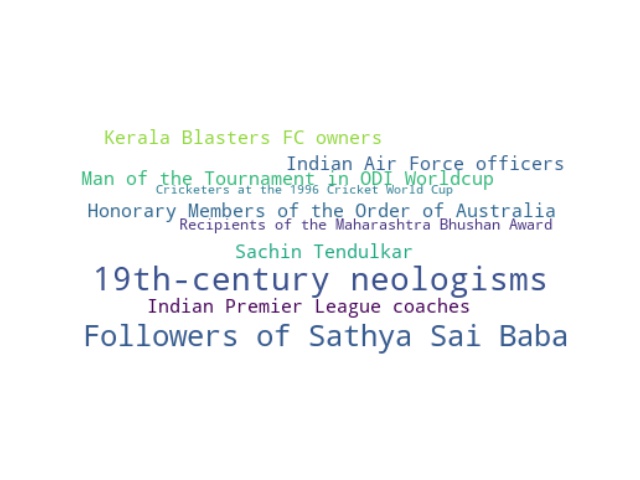 Kerala Blasters FC owners
Indian Air Force officers
Man of the Tournament in ODI Worldcup
Cricketers at the 1996 Cricket World Cup
Honorary Members of the Order of Australia
Recipients of the Maharashtra Bhushan Award
Sachin Tendulkar
19th-century neologisms
Indian Premier League coaches
Followers of Sathya Sai Baba